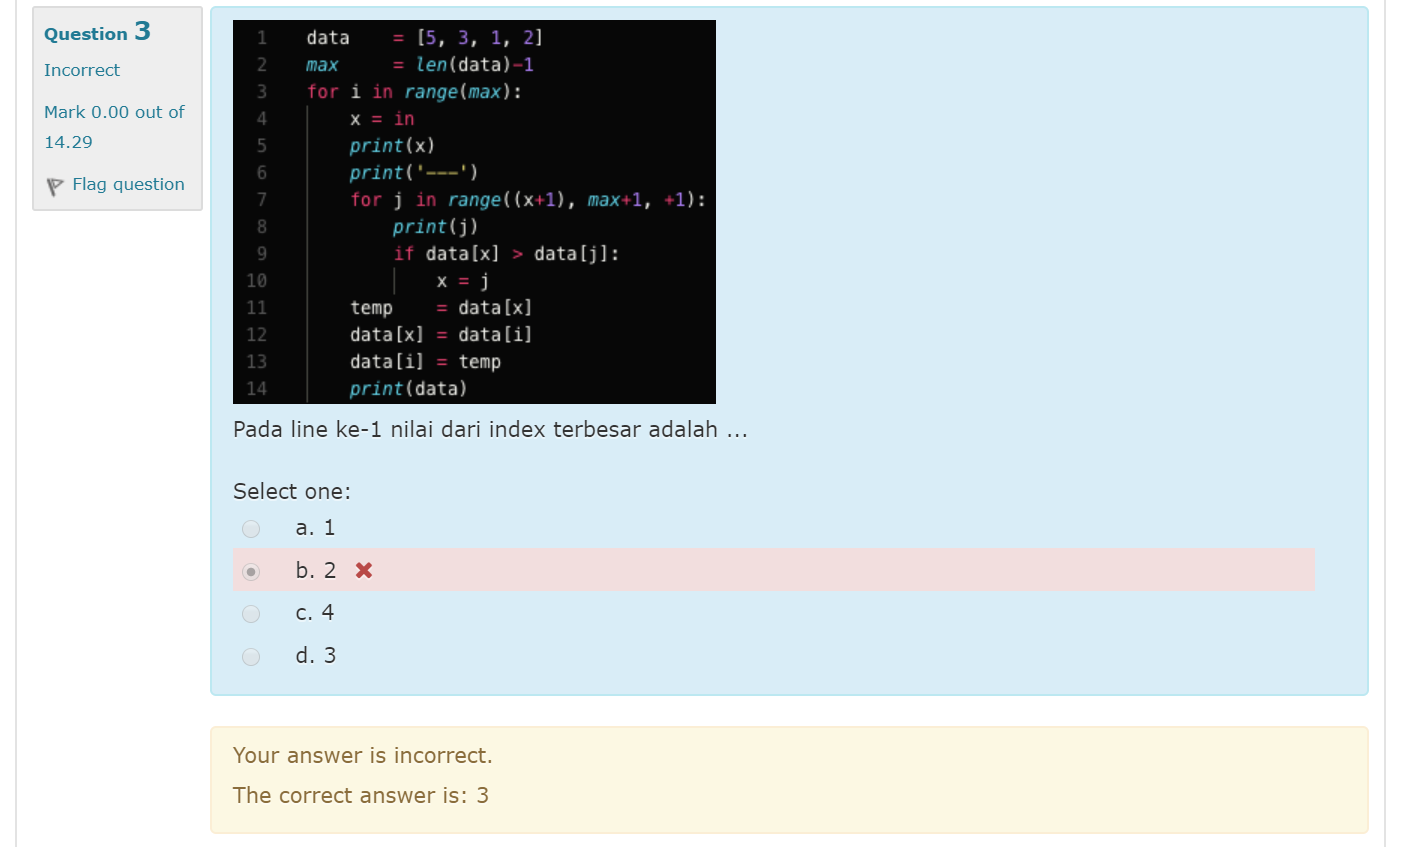 Question 3
Incorrect
Mark 0.00 out of
14.29
Flag question
1 data = [5, 3, 1, 2]
2 max = len(data)-1
3 for i in range(max):
4 x = in
5 print(x)
6 print('---')
7 for j in range((x+1), max+1, +1):
8 print(j)
9 if data[x] > data[j]:
10 x = j
11 temp = data[x]
12 data[x] = data[i]
13 data[i] = temp
14 print(data)
Pada line ke-1 nilai dari index terbesar adalah ...
Select one:
a. 1
b. 2
c. 4
d. 3
Your answer is incorrect.
The correct answer is: 3